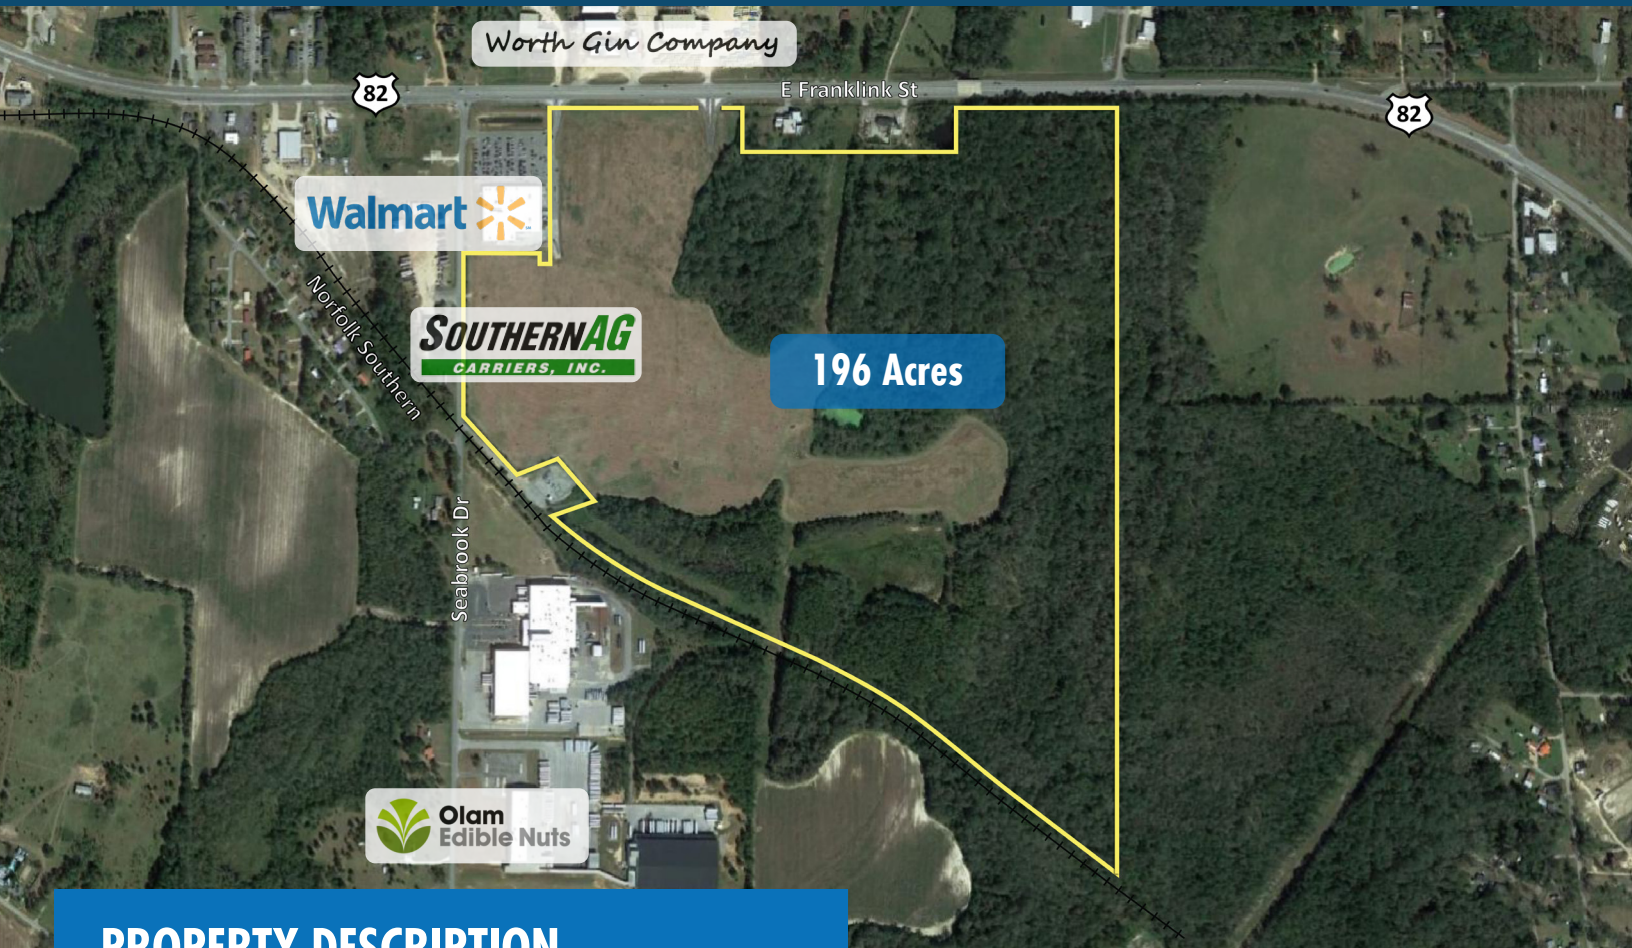 Worth Gin Company
82
E Franklink St
82
Walmart
Norfolk Southern
SOUTHERNAG
CARRIERS, INC.
196 Acres
Seabrook Dr
Olam
Edible Nuts
PROPERTY DESCRIPTION